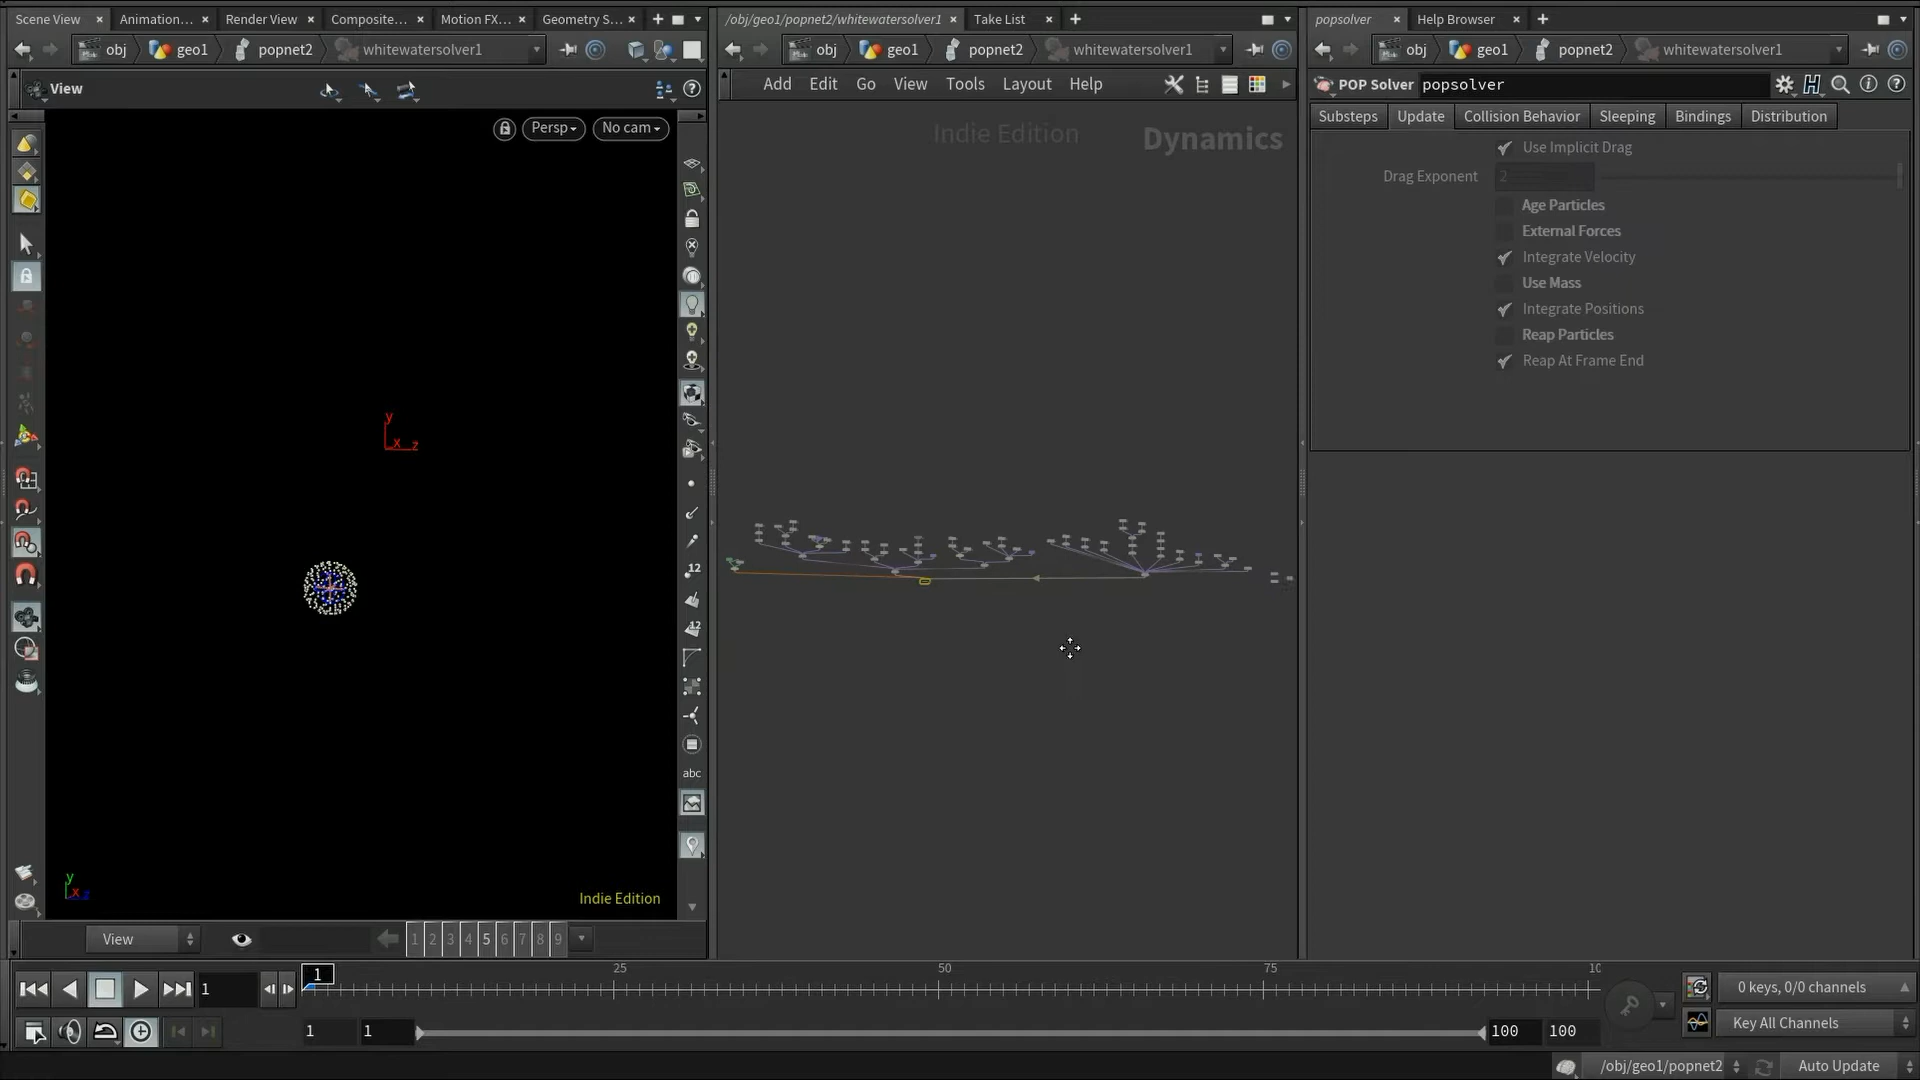 Scene View × Animation... × Render View × Composite... × Motion FX... × Geometry S... × +
/obj/geo1/popnet2/whitewatersolver1 × Take List × +
popsolver × Help Browser × +
obj geo1 popnet2 whitewatersolver1
obj geo1 popnet2 whitewatersolver1
obj geo1 popnet2 whitewatersolver1
View
Add Edit Go View Tools Layout Help
POP Solver popsolver
Substeps Update Collision Behavior Sleeping Bindings Distribution
Persp No cam
Indie Edition
Dynamics
Use Implicit Drag
Drag Exponent 2
Age Particles
External Forces
Integrate Velocity
Use Mass
Integrate Positions
Reap Particles
Reap At Frame End
y
x z
12
12
abc
y
x z
Indie Edition
View 1 2 3 4 5 6 7 8 9
1 1 25 50 75 10
0 keys, 0/0 channels
1 1 100 100
Key All Channels
/obj/geo1/popnet2 Auto Update